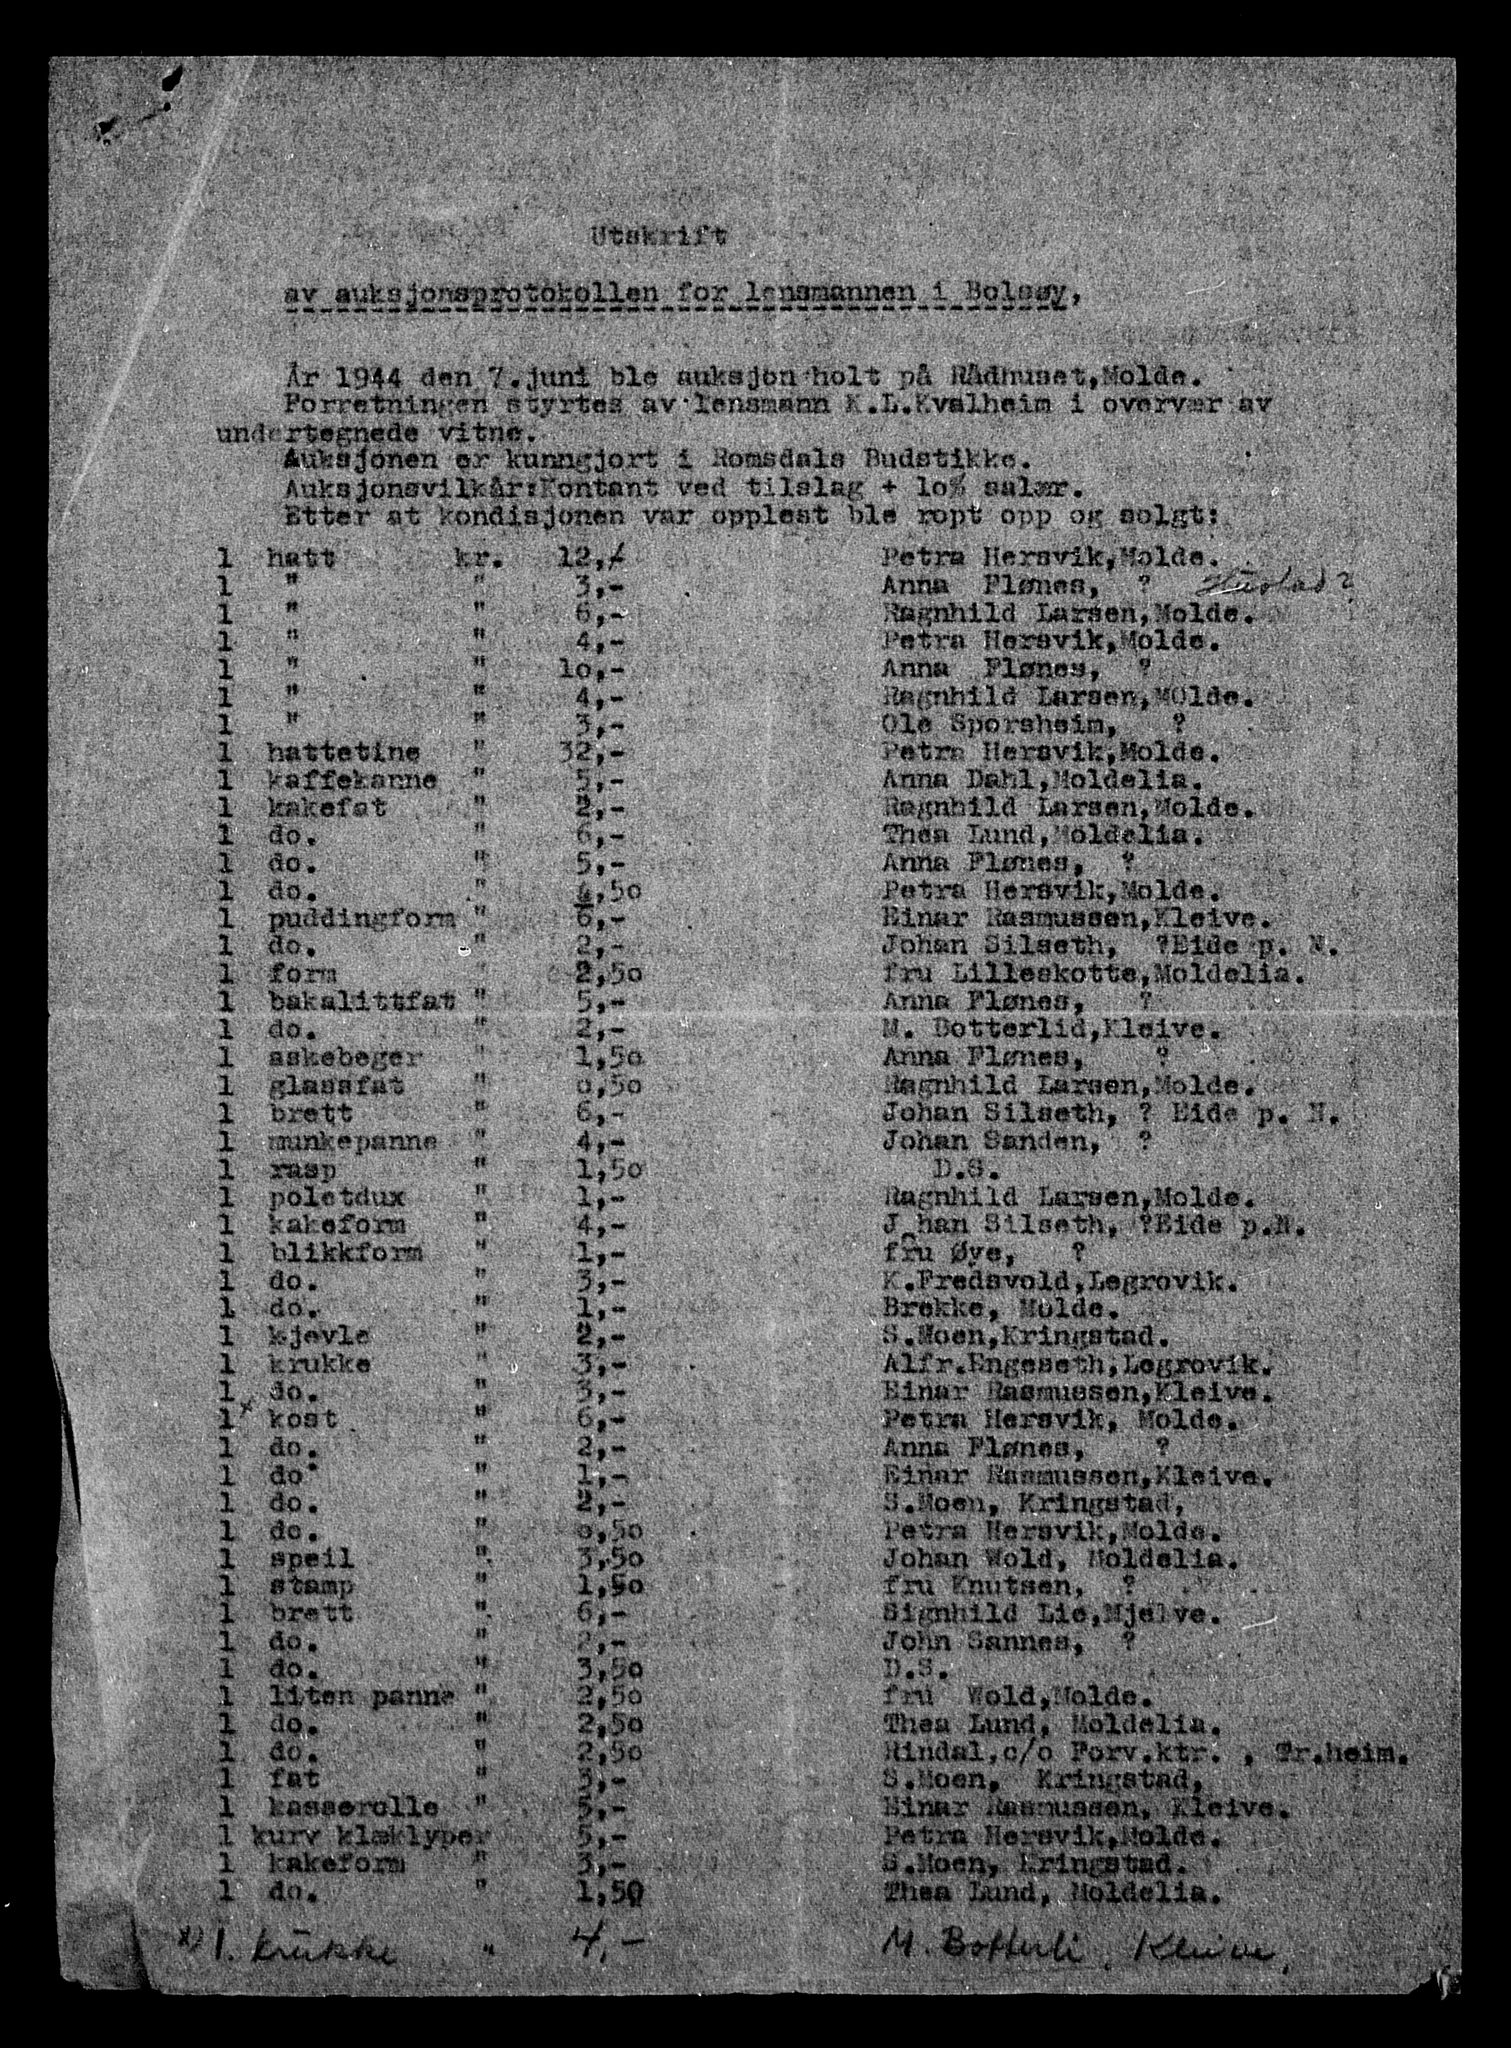 Utskrift
av auksjonsprotokollen for lensmannen i Bolsøy,
År 1944 den 7.juni ble auksjon holt på Rådhuset,Molde.
Forretningen styrtes av lensmann K.L.Kvalheim i overvær av
undertegnede vitne.
Auksjonen er kunngjort i Romsdals Budstikke.
Auksjonsvilkår:Kontant ved tilslag + lo% salær.
Etter at kondisjonen var opplest ble ropt opp og solgt:
1 hatt kr. 12,- Petra Hersvik,Molde.
1 " " 3,- Anna Flønes, ? Hustad?
1 " " 6,- Ragnhild Larsen,Molde.
1 " " 4,- Petra Hersvik,Molde.
1 " " lo,- Anna Flønes, ?
1 " " 4,- Ragnhild Larsen,MOlde.
1 " " 3,- Ole Sporsheim, ?
1 hattetine " 32,- Petra Hersvik,Molde.
1 kaffekanne " 5,- Anna Dahl,Moldelia.
1 kakefat " 2,- Ragnhild Larsen,Molde.
1 do. " 6,- Thea Lund,Moldelia.
1 do. " 5,- Anna Flønes, ?
1 do. " 4,50 Petra Hersvik,Molde.
1 puddingform " 6,- Einar Rasmussen,Kleive.
1 do. " 2,- Johan Silseth, ?Eide p. N.
1 form " 2,50 fru Lilleskotte,Moldelia.
1 bakalittfat " 5,- Anna Flønes, ?
1 do. " 2,- M. Botterlid,Kleive.
1 askebeger " 1,50 Anna Flønes, ?
1 glassfat " 0,50 Ragnhild Larsen,Molde.
1 brett " 6,- Johan Silseth, ? Eide p. N.
1 munkepanne " 4,- Johan Sanden, ?
1 rasp " 1,50 D.S.
1 poletdux " 1,- Ragnhild Larsen,Molde.
1 kakeform " 4,- Johan Silseth, ?Eide p.N.
1 blikkform " 1,- fru Øye, ?
1 do. " 3,- K.Fredsvold,Legrovik.
1 do. " 1,- Brekke, Molde.
1 kjevle " 2,- S.Moen,Kringstad.
1 krukke " 3,- Alfr.Engeseth,Legrovik.
1 do. " 3,- Einar Rasmussen,Kleive.
1 x kost " 6,- Petra Hersvik, Molde.
1 do. " 2,- Anna Flønes, ?
1 do. " 1,- Einar Rasmussen,Kleive.
1 do. " 2,- S.Moen, Kringstad,
1 do. " 0,50 Petra Hersvik,Molde.
1 speil " 3,50 Johan Wold, Moldelia.
1 stamp " 1,50 fru Knutsen, ?
1 brett " 6,- Signhild Lie,Mjelve.
1 do. " 2,- John Sannes, ?
1 do. " 3,50 D.S.
1 liten panne " 2,50 fru Wold,Molde.
1 do. " 2,50 Thea Lund, Moldelia.
1 do. " 2,50 Rindal,c/o Forv.ktr. , Tr.heim.
1 fat " 3,- S.Moen, Kringstad,
1 kasserolle " 5,- Einar Rasmussen, Kleive.
1 kurv klæklyper 5,- Petra Hersvik,Molde.
1 kakeform " 3,- S.Moen, Kringstad.
1 do. " 1,50 Thea Lund, Moldelia.
x) 1. krukke " 4,- M. Botterli, Kleive.